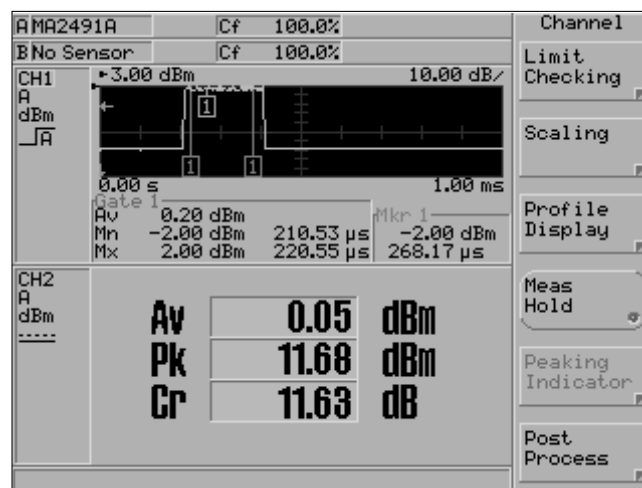 A MA2491A Cf 100.0%
B No Sensor Cf 100.0%
CH1
A
dBm
A
3.00 dBm 10.00 dB/
1
1 1
0.00 s 1.00 ms
Gate 1
Av 0.20 dBm
Mn -2.00 dBm 210.53 µs
Mx 2.00 dBm 220.55 µs
Mkr 1
-2.00 dBm
268.17 µs
CH2
A
dBm
Av 0.05 dBm
Pk 11.68 dBm
Cr 11.63 dB
Channel
Limit
Checking
Scaling
Profile
Display
Meas
Hold
Peaking
Indicator
Post
Process